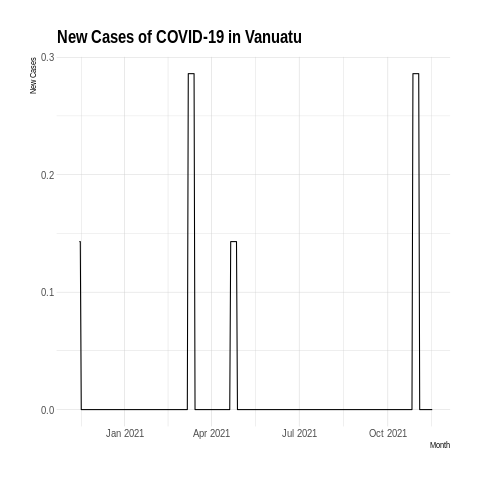 New Cases of COVID-19 in Vanuatu
New Cases
0.3
0.2
0.1
0.0
Jan 2021 Apr 2021 Jul 2021 Oct 2021
Month